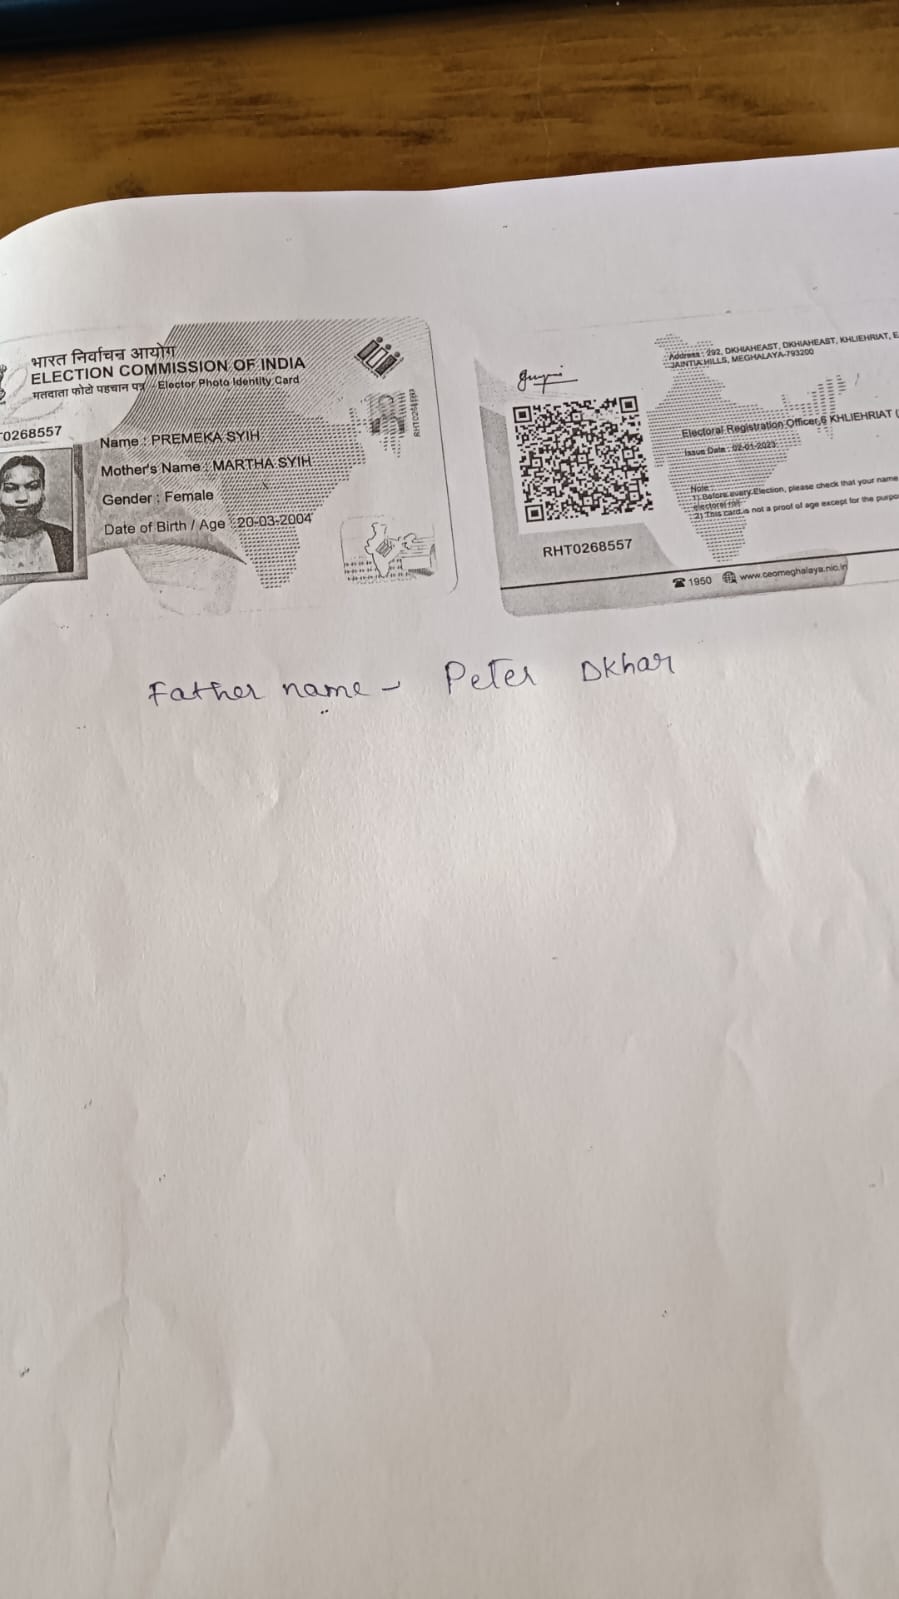 भारत निर्वाचन आयोग
ELECTION COMMISSION OF INDIA
मतदाता फोटो पहचान पत्र Elector Photo Identity Card
T0268557
Name : PREMEKA SYIH
Mother's Name : MARTHA SYIH
Gender : Female
Date of Birth / Age : 20-03-2004
RHT0268557
Address : 292, DKHIAHEAST, DKHIAHEAST, KHLIEHRIAT, E
JAINTIA HILLS, MEGHALAYA-793200
Electoral Registration Officer,6 KHLIEHRIAT (
Issue Date : 02-01-2023
Note :
1) Before every Election, please check that your name
electoral roll
2) This card is not a proof of age except for the purpo
RHT0268557
1950 www.ceomeghalaya.nic.in
Father name - Peter Dkhar